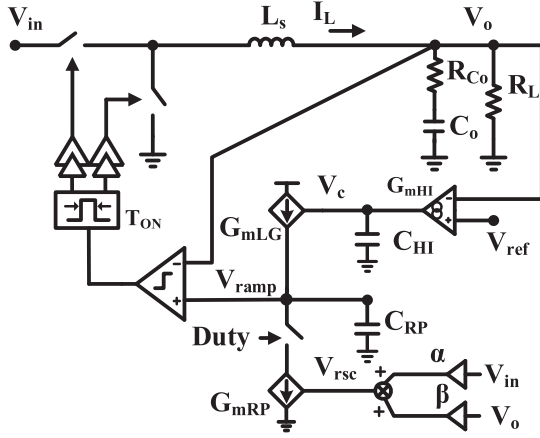 Vin
Ls
IL
Vo
RCo
RL
Co
TON
GmLG
Vc
GmHI
-
+
CHI
Vref
-
+
Vramp
Duty
CRP
Vrsc
GmRP
+
+
α
Vin
β
Vo